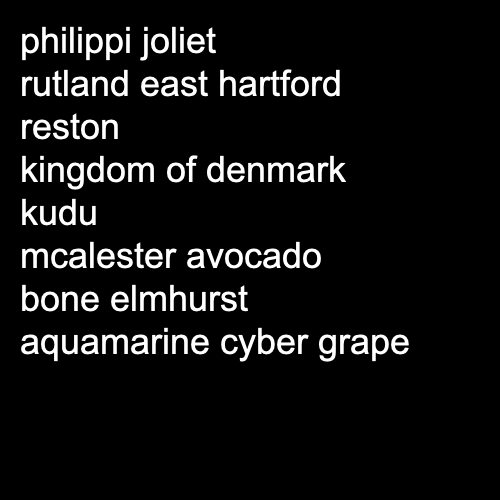 philippi joliet
rutland east hartford
reston
kingdom of denmark
kudu
mcalester avocado
bone elmhurst
aquamarine cyber grape